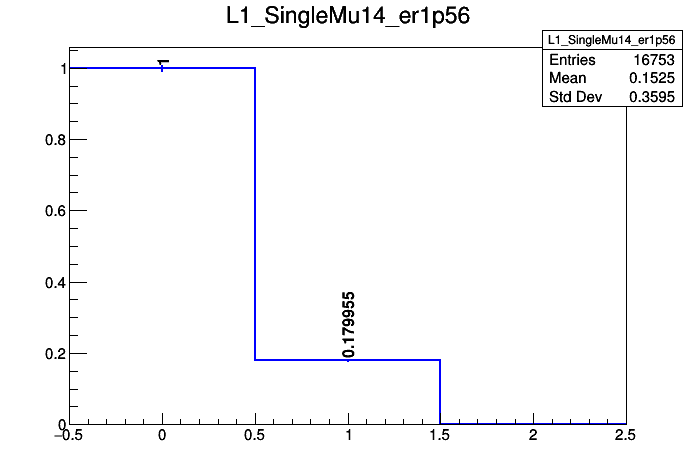 L1_SingleMu14_er1p56
L1_SingleMu14_er1p56
Entries 16753
Mean 0.1525
Std Dev 0.3595
1
0.8
0.6
0.4
0.2
0
1
0.179955
−0.5 0 0.5 1 1.5 2 2.5